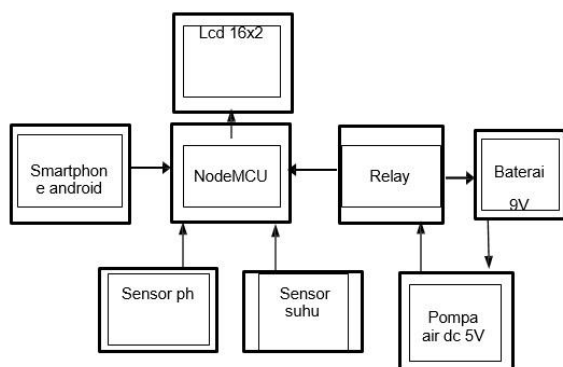 Lcd 16x2
Smartphon
e android
NodeMCU
Relay
Baterai
9V
Sensor ph
Sensor
suhu
Pompa
air dc 5V